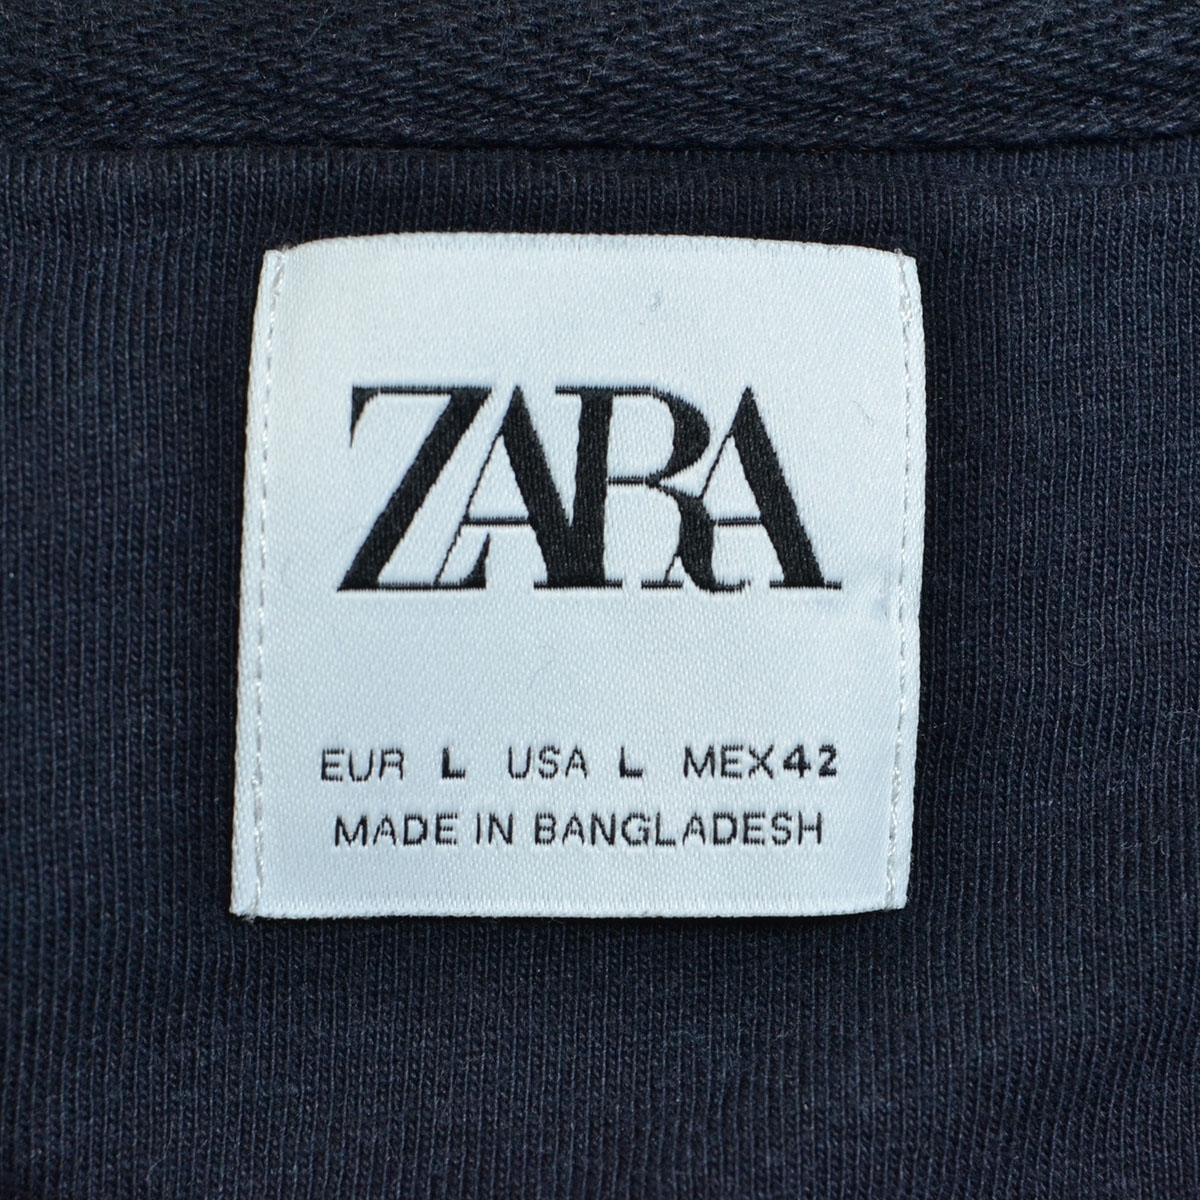 ZARA
EUR L USA L MEX 42
MADE IN BANGLADESH